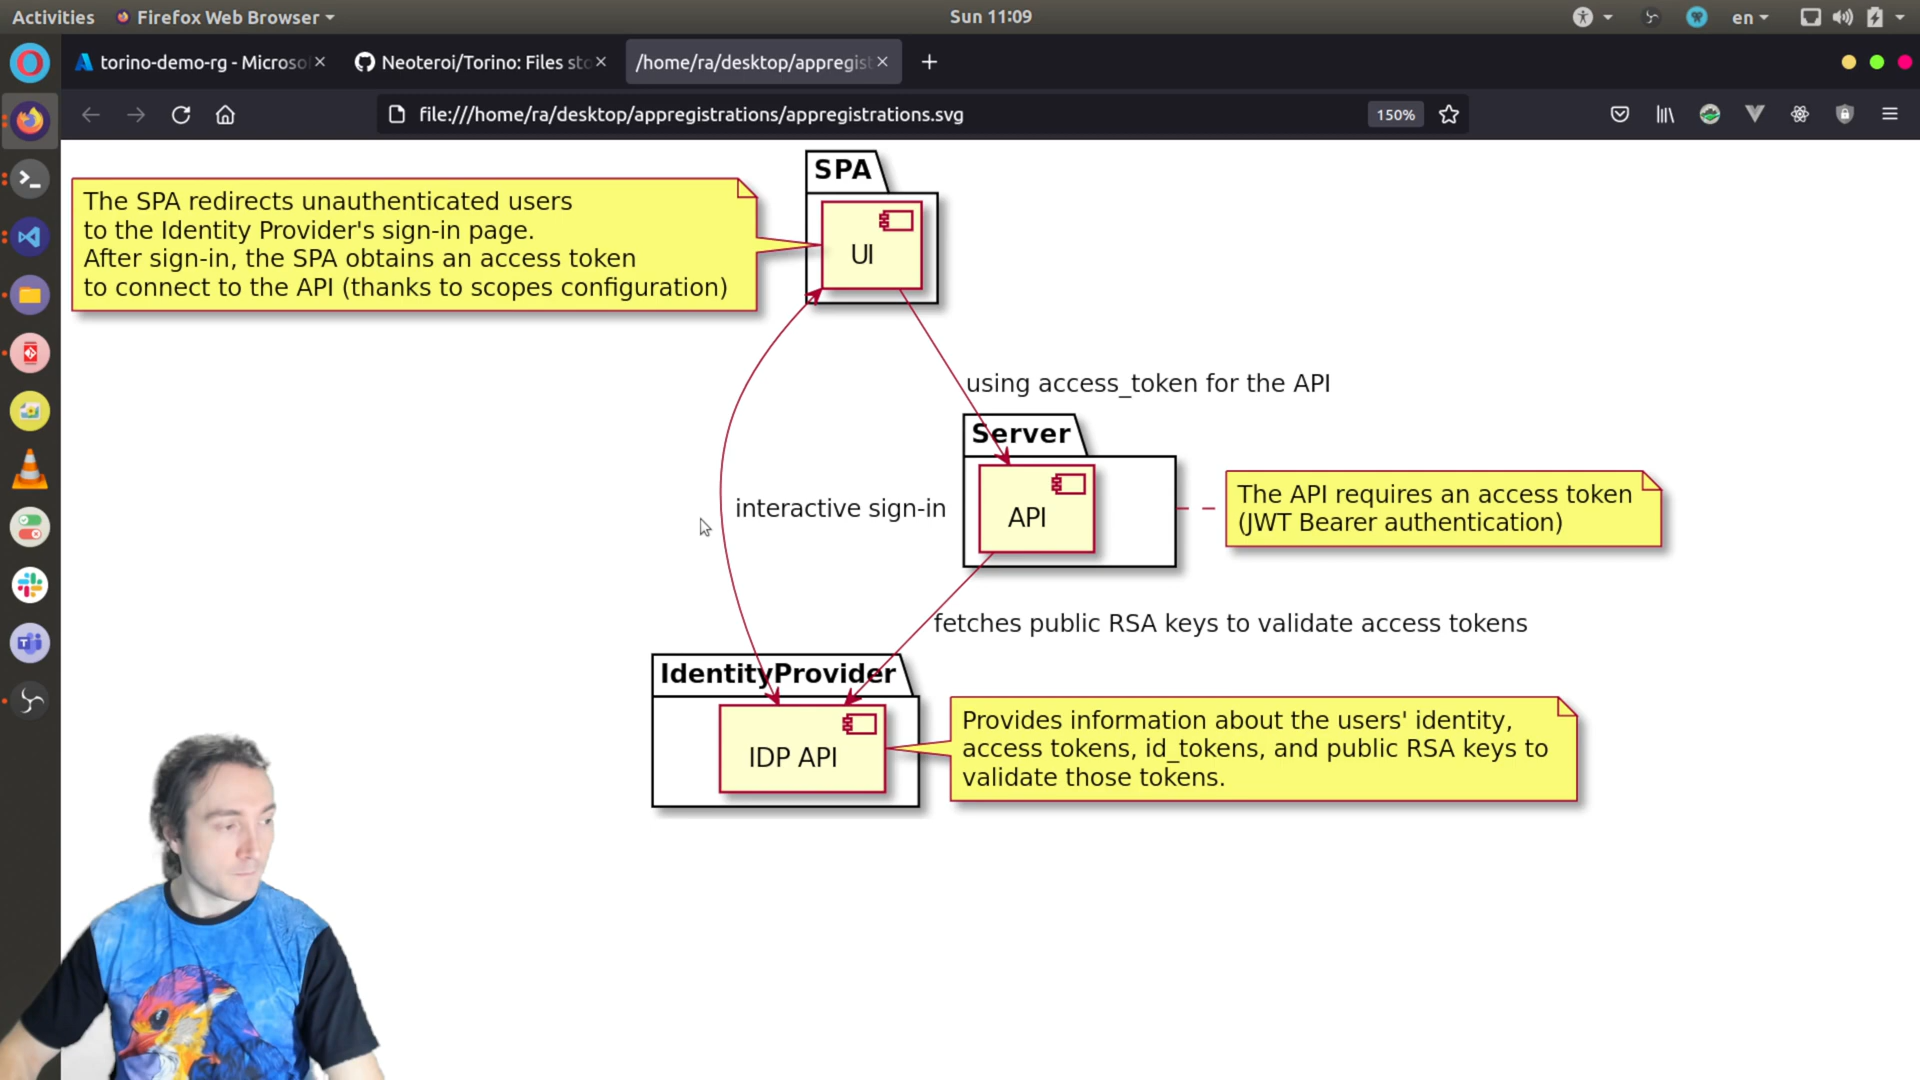 Activities
Firefox Web Browser
Sun 11:09
en
torino-demo-rg - Microso
Neoteroi/Torino: Files sto
/home/ra/desktop/appregist
file:///home/ra/desktop/appregistrations/appregistrations.svg
150%
SPA
The SPA redirects unauthenticated users
to the Identity Provider's sign-in page.
After sign-in, the SPA obtains an access token
to connect to the API (thanks to scopes configuration)
UI
using access_token for the API
Server
interactive sign-in
API
The API requires an access token
(JWT Bearer authentication)
fetches public RSA keys to validate access tokens
IdentityProvider
IDP API
Provides information about the users' identity,
access tokens, id_tokens, and public RSA keys to
validate those tokens.